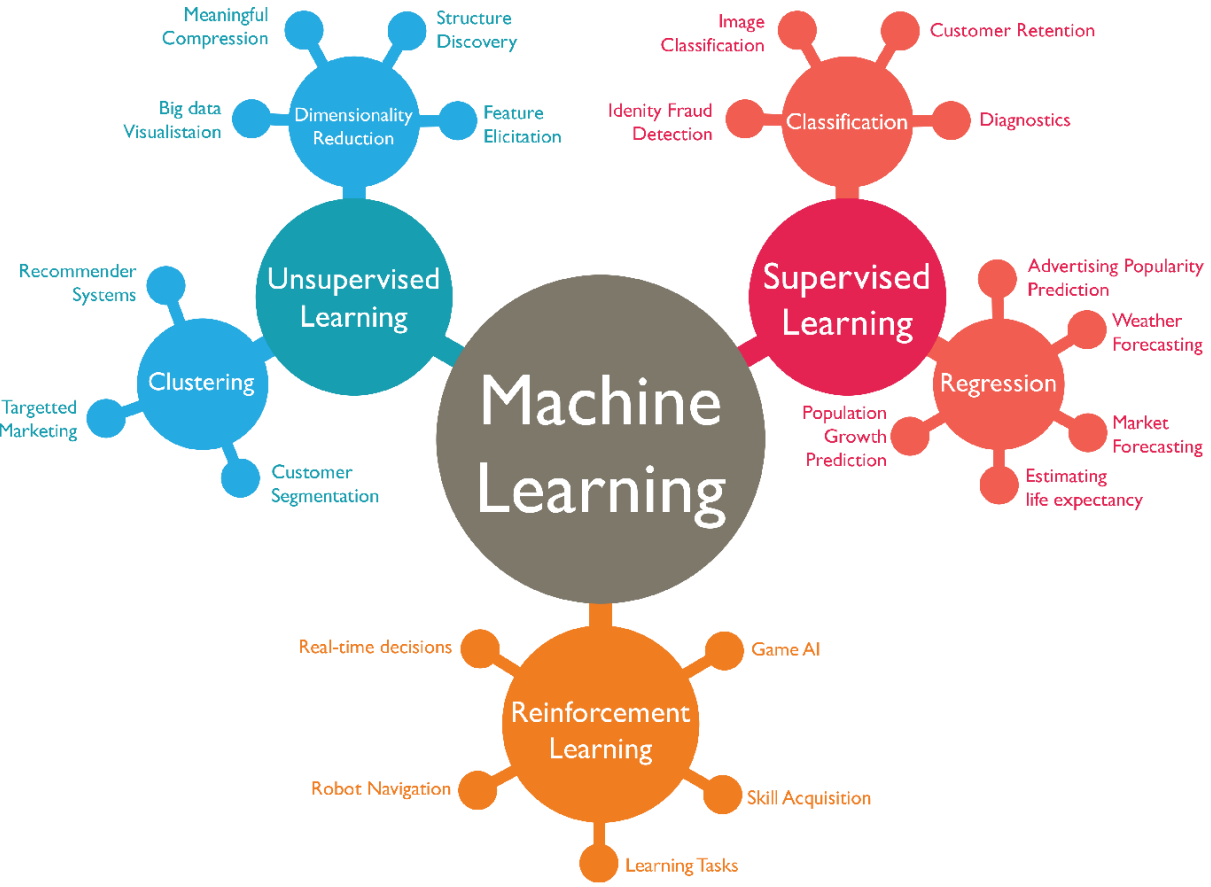 Meaningful
Compression
Structure
Discovery
Big data
Visualistaion
Dimensionality
Reduction
Feature
Elicitation
Unsupervised
Learning
Recommender
Systems
Clustering
Targetted
Marketing
Customer
Segmentation
Image
Classification
Customer Retention
Idenity Fraud
Detection
Classification
Diagnostics
Supervised
Learning
Advertising Popularity
Prediction
Weather
Forecasting
Regression
Population
Growth
Prediction
Market
Forecasting
Estimating
life expectancy
Machine
Learning
Real-time decisions
Game AI
Reinforcement
Learning
Robot Navigation
Skill Acquisition
Learning Tasks